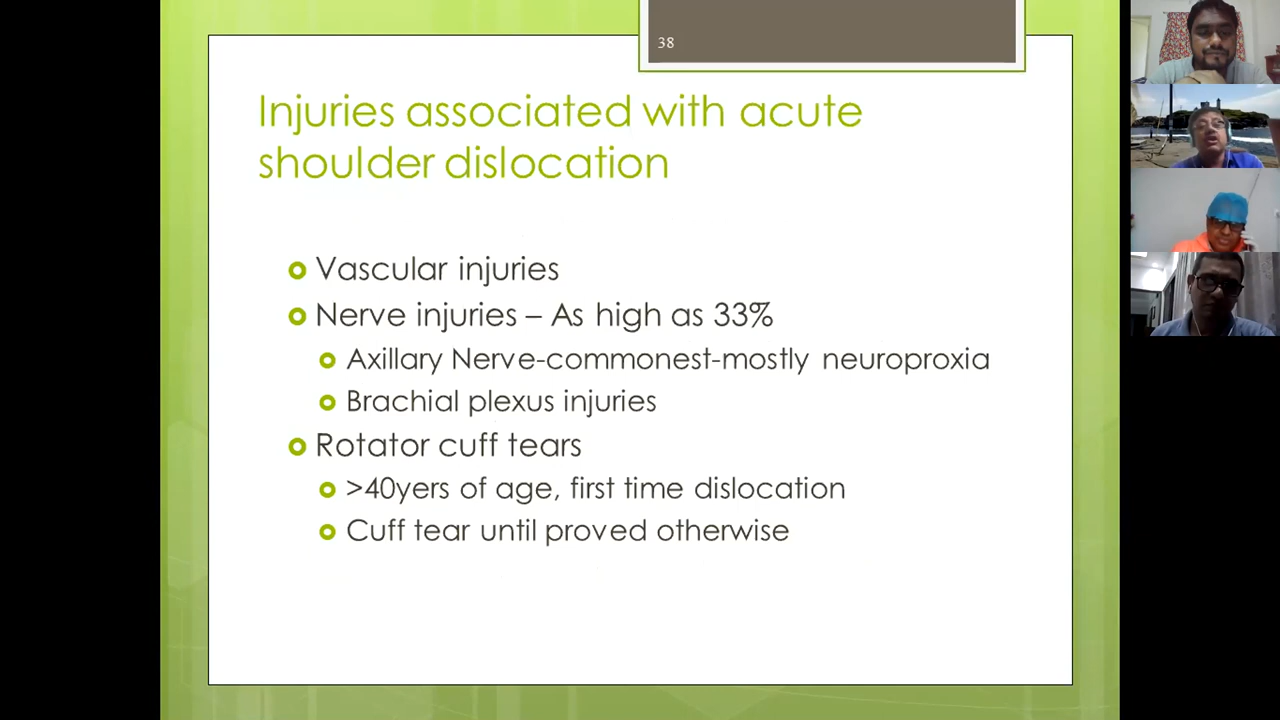 38
Injuries associated with acute
shoulder dislocation
Vascular injuries
Nerve injuries – As high as 33%
Axillary Nerve-commonest-mostly neuroproxia
Brachial plexus injuries
Rotator cuff tears
>40yers of age, first time dislocation
Cuff tear until proved otherwise